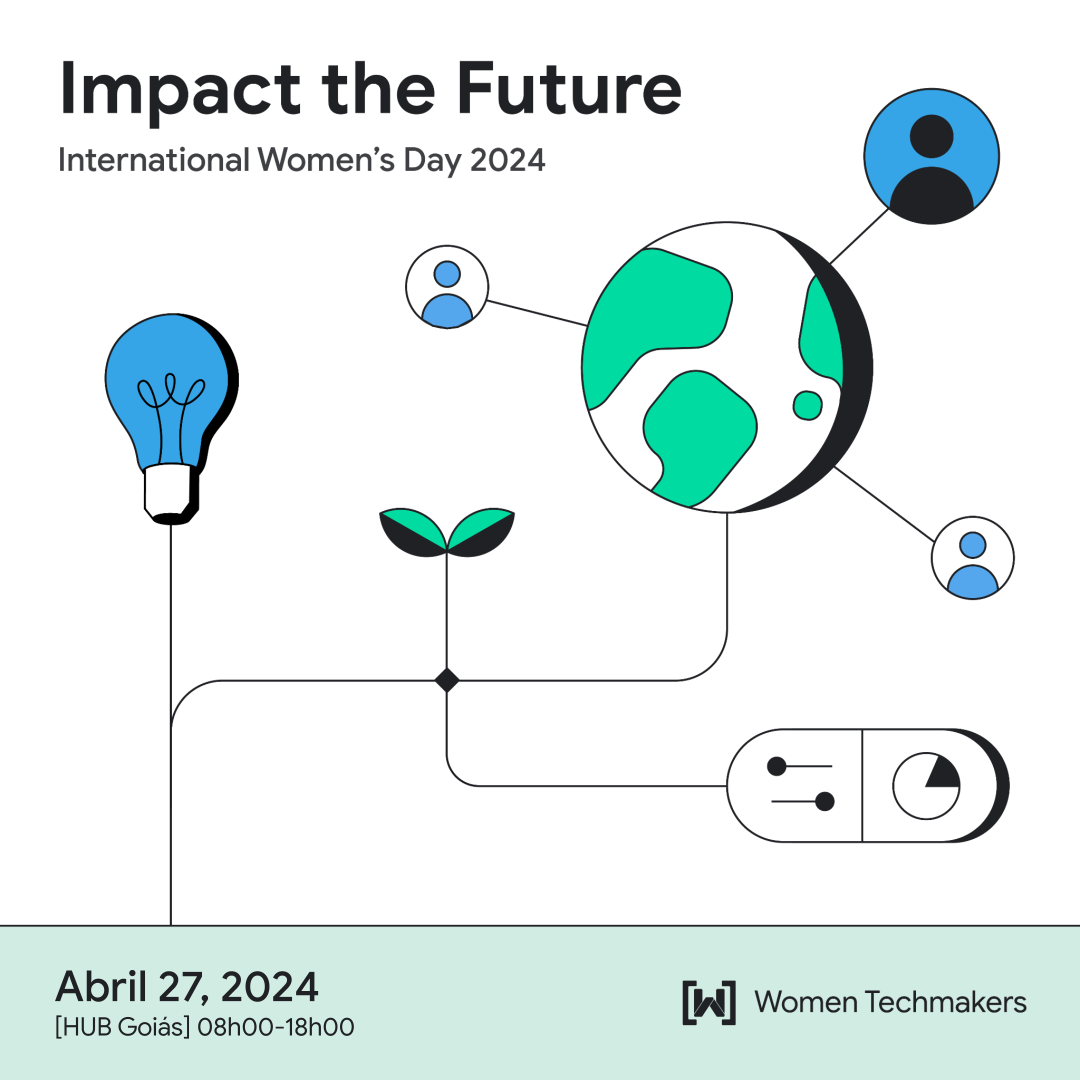 Impact the Future
International Women’s Day 2024
Abril 27, 2024
[HUB Goiás] 08h00-18h00
[W] Women Techmakers